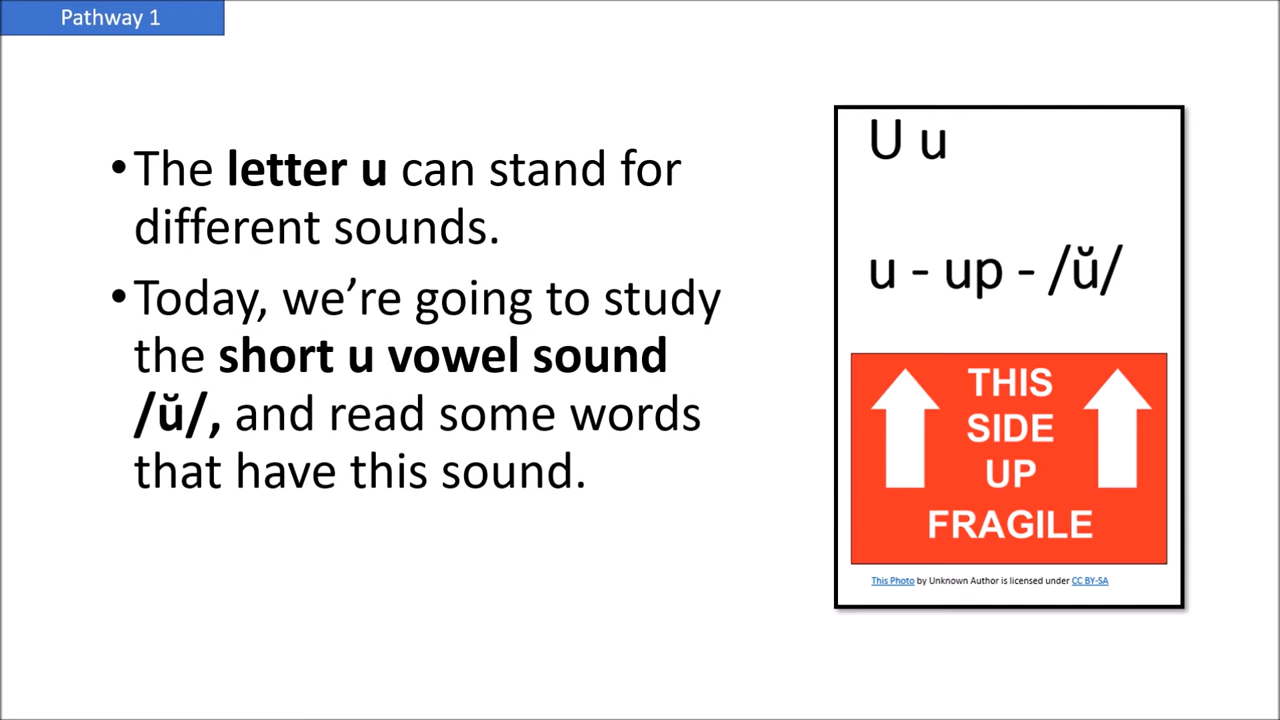 Pathway 1
•The letter u can stand for
different sounds.
•Today, we’re going to study
the short u vowel sound
/ŭ/, and read some words
that have this sound.
U u
u - up - /ŭ/
THIS
SIDE
UP
FRAGILE
This Photo by Unknown Author is licensed under CC BY-SA